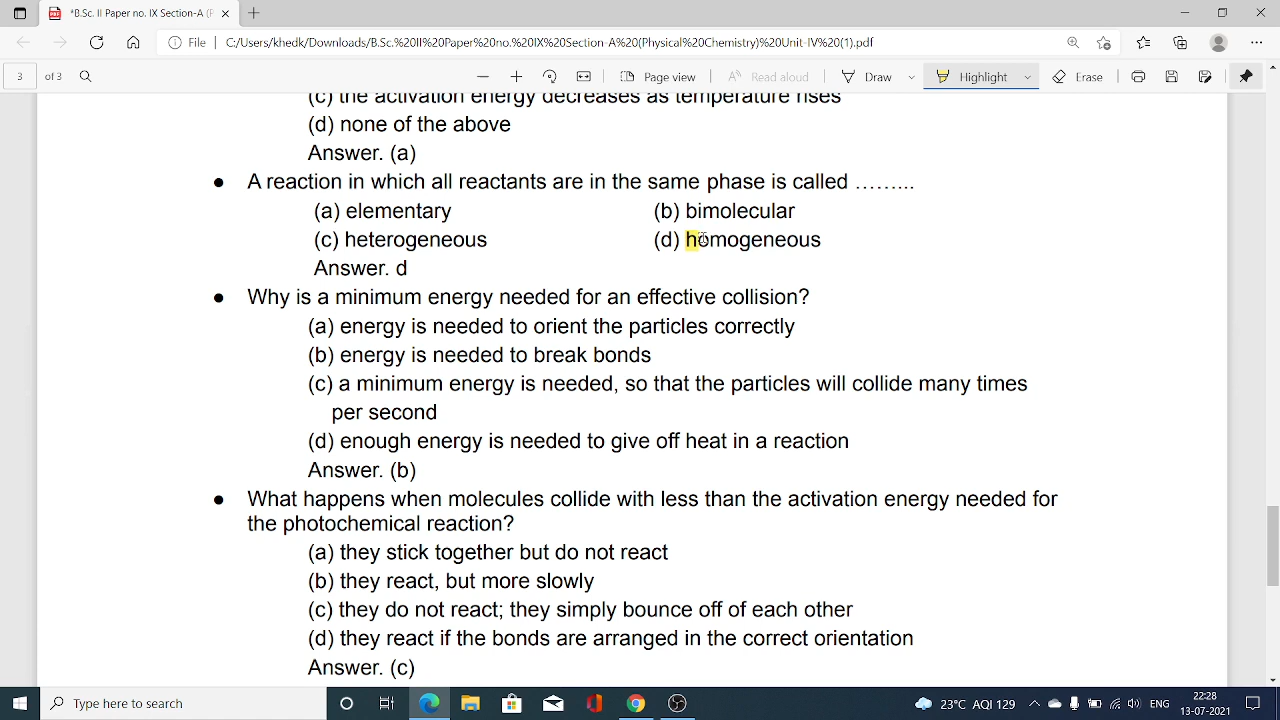 *B.Sc. II Paper no. IX Section-A (P
File | C:/Users/khedk/Downloads/B.Sc.%20II%20Paper%20no.%20IX%20Section-A%20(Physical%20Chemistry)%20Unit-IV%20(1).pdf
3 of 3 Page view Read aloud Draw Highlight Erase
(c) the activation energy decreases as temperature rises
(d) none of the above
Answer. (a)
● A reaction in which all reactants are in the same phase is called ……...
(a) elementary (b) bimolecular
(c) heterogeneous (d) homogeneous
Answer. d
● Why is a minimum energy needed for an effective collision?
(a) energy is needed to orient the particles correctly
(b) energy is needed to break bonds
(c) a minimum energy is needed, so that the particles will collide many times
per second
(d) enough energy is needed to give off heat in a reaction
Answer. (b)
● What happens when molecules collide with less than the activation energy needed for
the photochemical reaction?
(a) they stick together but do not react
(b) they react, but more slowly
(c) they do not react; they simply bounce off of each other
(d) they react if the bonds are arranged in the correct orientation
Answer. (c)
Type here to search 23°C AQI 129 ENG 22:28
13-07-2021